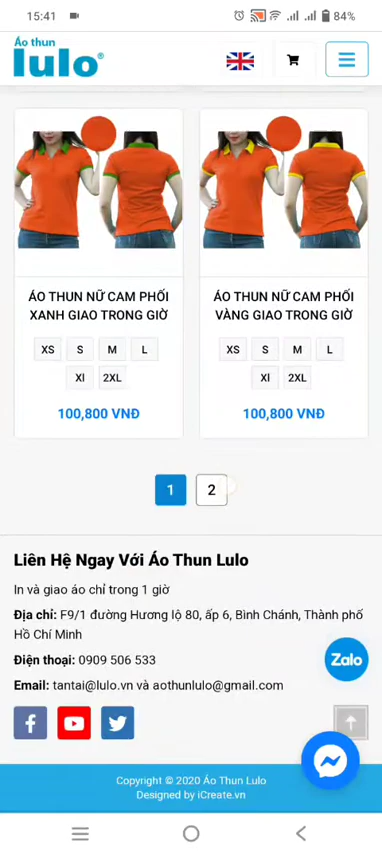 15:41
84%
Áo thun
lulo®
ÁO THUN NỮ CAM PHỐI
XANH GIAO TRONG GIỜ
XS S M L
Xl 2XL
100,800 VNĐ
ÁO THUN NỮ CAM PHỐI
VÀNG GIAO TRONG GIỜ
XS S M L
Xl 2XL
100,800 VNĐ
1 2
Liên Hệ Ngay Với Áo Thun Lulo
In và giao áo chỉ trong 1 giờ
Địa chỉ: F9/1 đường Hương lộ 80, ấp 6, Bình Chánh, Thành phố
Hồ Chí Minh
Điện thoại: 0909 506 533
Zalo
Email: tantai@lulo.vn và aothunlulo@gmail.com
Copyright © 2020 Áo Thun Lulo
Designed by iCreate.vn